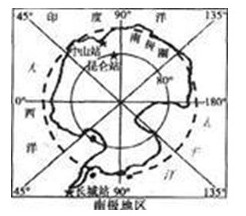 45° 印 度 90° 洋 135°
中山站
南极圈
昆仑站
80°
大
0° 180°
西
洋 太
平
洋
45° 长城站 90° 135°
南极地区